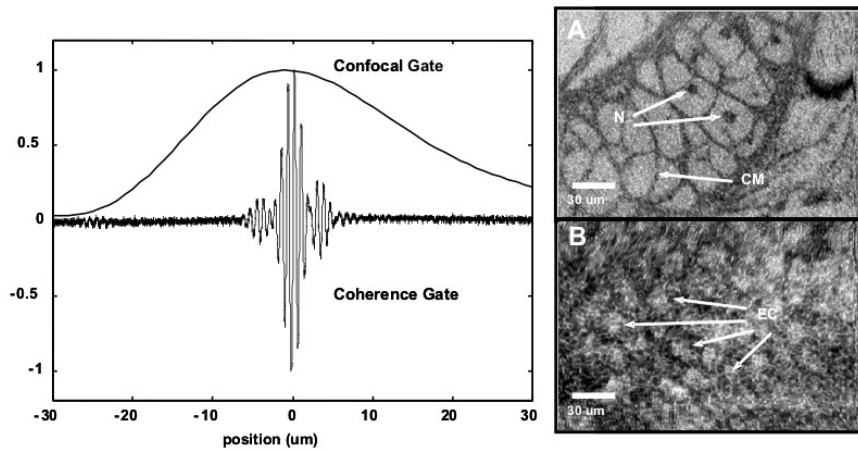 Confocal Gate
Coherence Gate
1
0.5
0
-0.5
-1
-30
-20
-10
0
10
20
30
position (um)
A
N
CM
30 um
B
EC
30 um